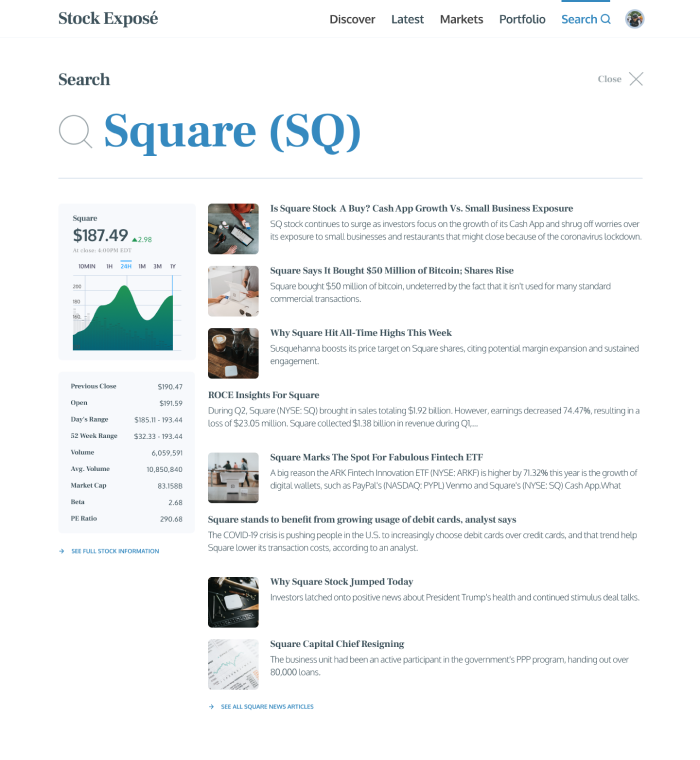 Stock Exposé
Discover Latest Markets Portfolio Search
Search
Close
Square (SQ)
Square
$187.49 2.98
At close: 4:00PM EDT
10MIN 1H 24H 1M 3M 1Y
200
180
160
Previous Close $190.47
Open $191.59
Day's Range $185.11 - 193.44
52 Week Range $32.33 - 193.44
Volume 6,059,591
Avg. Volume 10,850,840
Market Cap 83.158B
Beta 2.68
PE Ratio 290.68
SEE FULL STOCK INFORMATION
Is Square Stock A Buy? Cash App Growth Vs. Small Business Exposure
SQ stock continues to surge as investors focus on the growth of its Cash App and shrug off worries over
its exposure to small businesses and restaurants that might close because of the coronavirus lockdown.
Square Says It Bought $50 Million of Bitcoin; Shares Rise
Square bought $50 million of bitcoin, undeterred by the fact that it isn't used for many standard
commercial transactions.
Why Square Hit All-Time Highs This Week
Susquehanna boosts its price target on Square shares, citing potential margin expansion and sustained
engagement.
ROCE Insights For Square
During Q2, Square (NYSE: SQ) brought in sales totaling $1.92 billion. However, earnings decreased 74.47%, resulting in a
loss of $23.05 million. Square collected $1.38 billion in revenue during Q1,...
Square Marks The Spot For Fabulous Fintech ETF
A big reason the ARK Fintech Innovation ETF (NYSE: ARKF) is higher by 71.32% this year is the growth of
digital wallets, such as PayPal's (NASDAQ: PYPL) Venmo and Square's (NYSE; SQ) Cash App.What
Square stands to benefit from growing usage of debit cards, analyst says
The COVID-19 crisis is pushing people in the U.S. to increasingly choose debit cards over credit cards, and that trend help
Square lower its transaction costs, according to an analyst.
Why Square Stock Jumped Today
Investors latched onto positive news about President Trump's health and continued stimulus deal talks.
Square Capital Chief Resigning
The business unit had been an active participant in the government's PPP program, handing out over
80,000 loans.
SEE ALL SQUARE NEWS ARTICLES